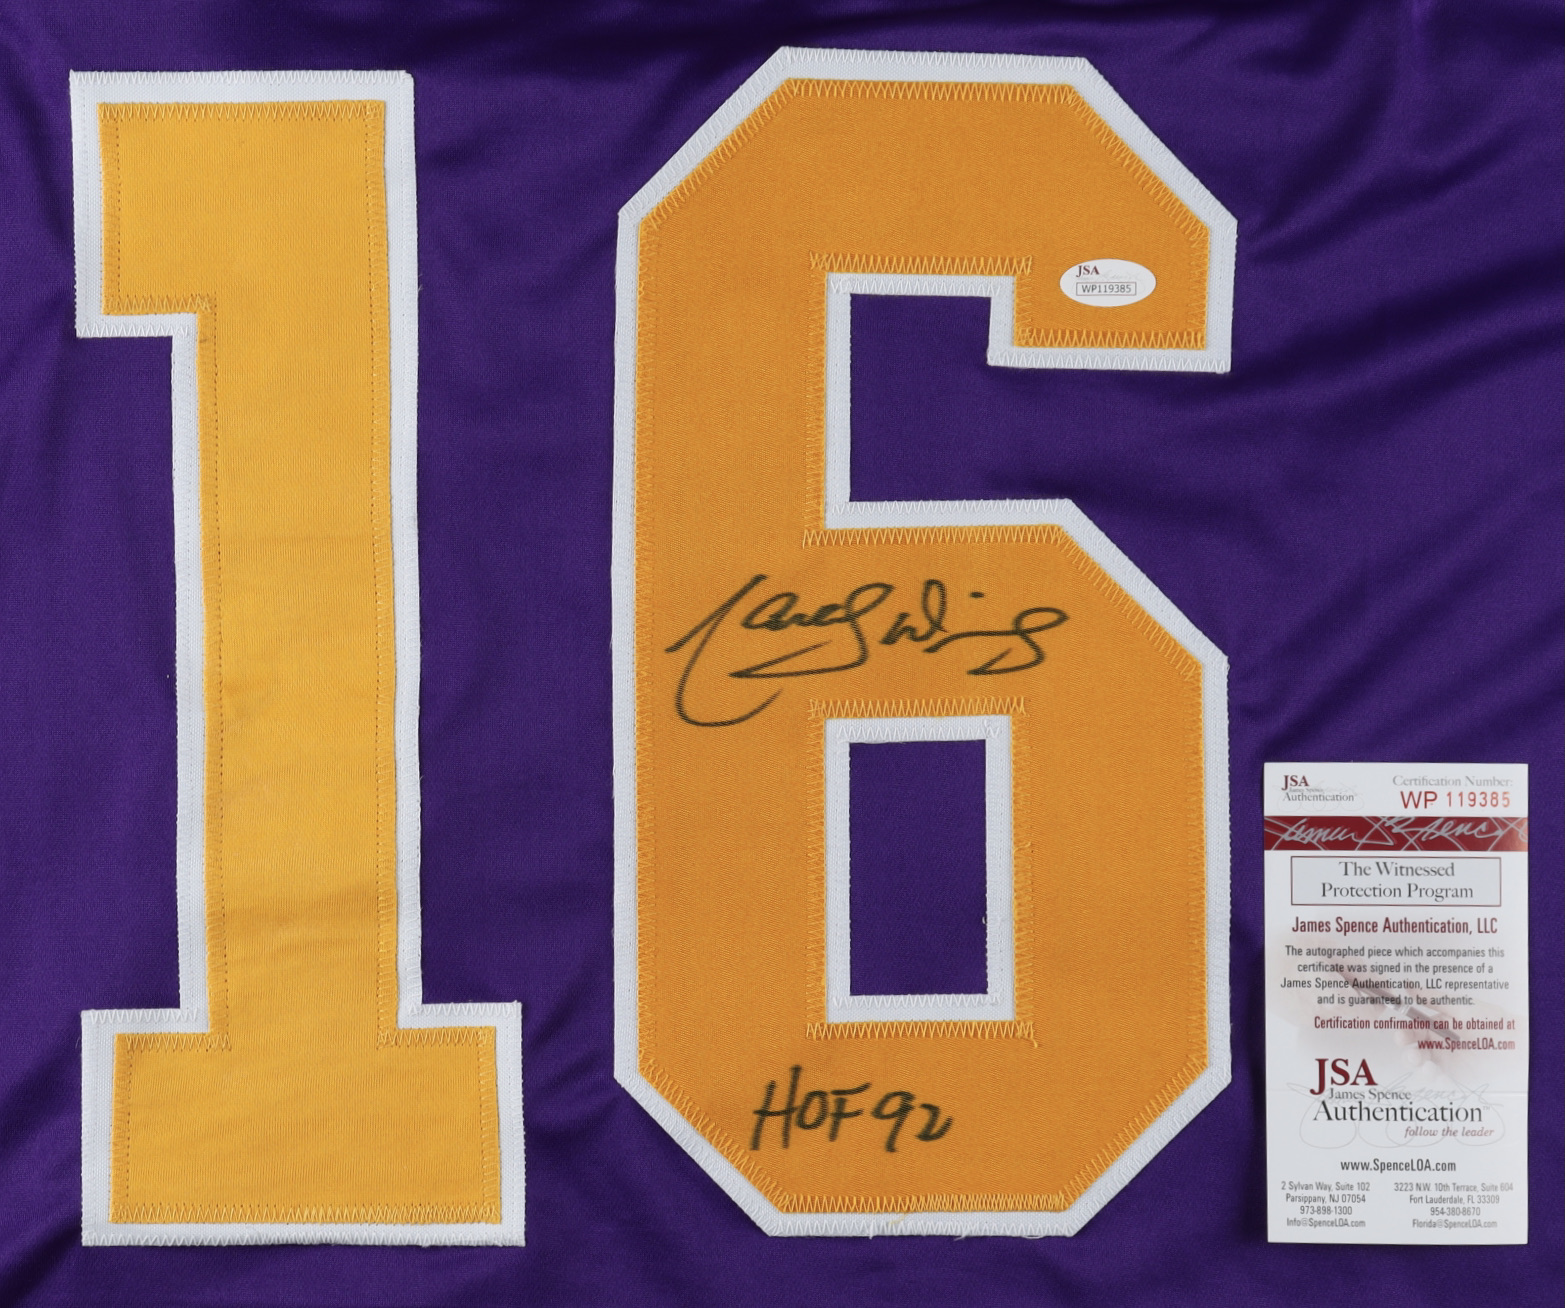 16
JSA
WP119385
HOF 92
JSA
James Spence
Authentication
Certification Number:
WP 119385
The Witnessed
Protection Program
James Spence Authentication, LLC
The autographed piece which accompanies this
certificate was signed in the presence of a
James Spence Authentication, LLC representative
and is guaranteed to be authentic.
Certification confirmation can be obtained at
www.SpenceLOA.com
JSA
James Spence
Authentication™
follow the leader
www.SpenceLOA.com
2 Sylvan Way, Suite 102
Parsippany, NJ 07054
973-898-1300
Info@SpenceLOA.com
3223 N.W. 10th Terrace, Suite 604
Fort Lauderdale, FL 33309
954-380-8670
Florida@SpenceLOA.com